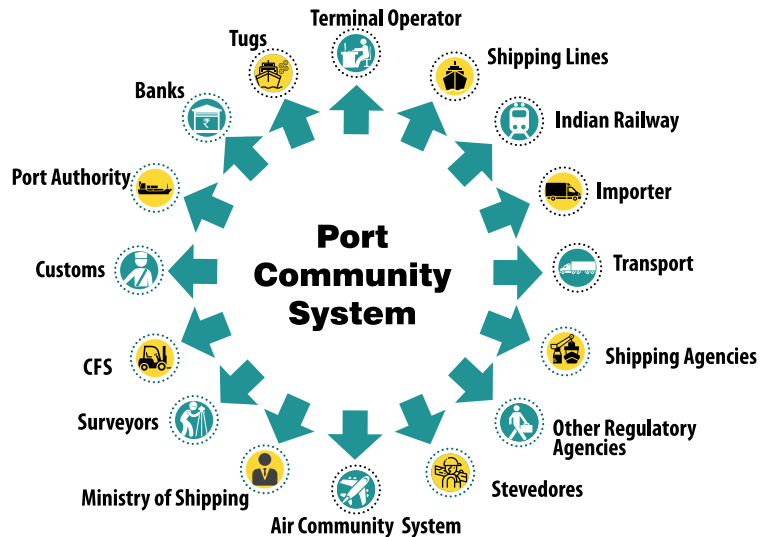 Terminal Operator
Tugs
Shipping Lines
Banks
₹
Indian Railway
Port Authority
Importer
Port
Community
System
Customs
Transport
CFS
Shipping Agencies
Surveyors
Other Regulatory
Agencies
Ministry of Shipping
Stevedores
Air Community System